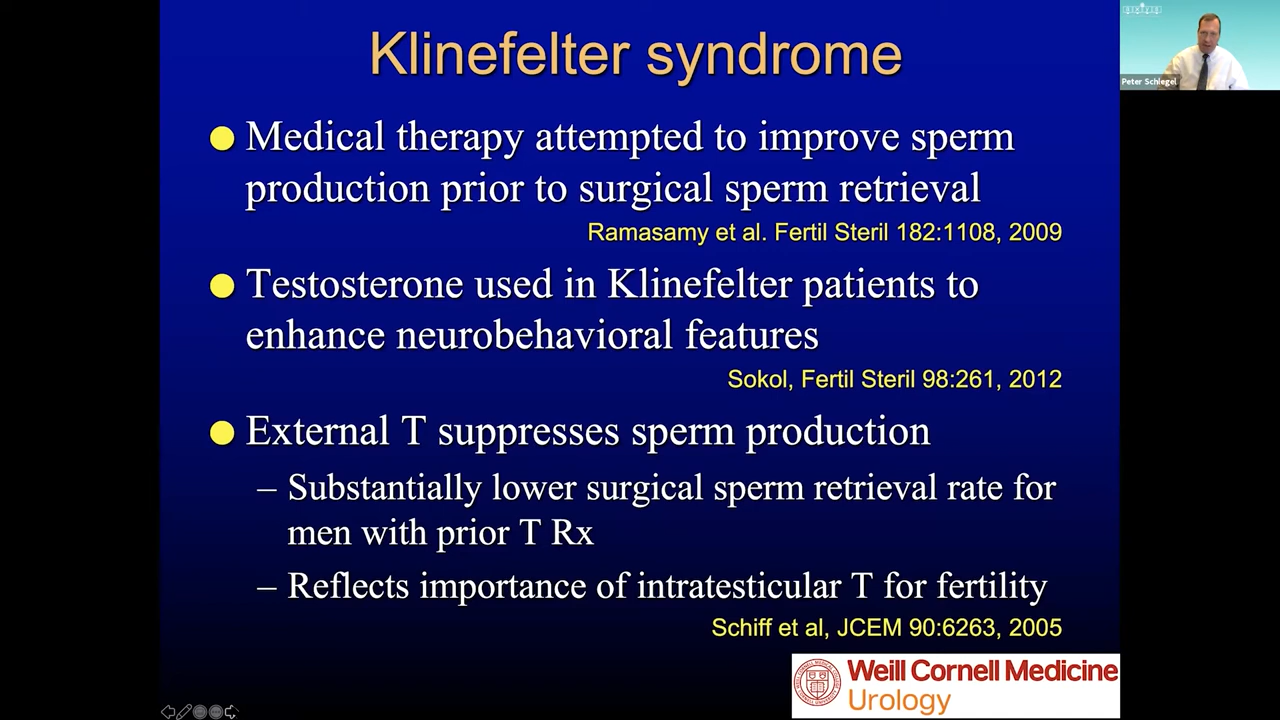 Klinefelter syndrome
Medical therapy attempted to improve sperm
production prior to surgical sperm retrieval
Ramasamy et al. Fertil Steril 182:1108, 2009
Testosterone used in Klinefelter patients to
enhance neurobehavioral features
Sokol, Fertil Steril 98:261, 2012
External T suppresses sperm production
– Substantially lower surgical sperm retrieval rate for
men with prior T Rx
– Reflects importance of intratesticular T for fertility
Schiff et al, JCEM 90:6263, 2005
Weill Cornell Medicine
Urology
Peter Schlegel